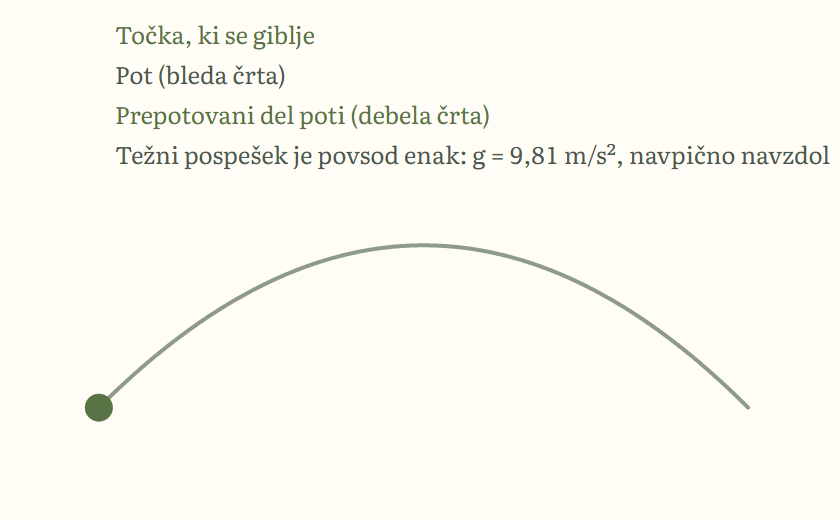 Točka, ki se giblje
Pot (bleda črta)
Prepotovani del poti (debela črta)
Težni pospešek je povsod enak: g = 9,81 m/s², navpično navzdol